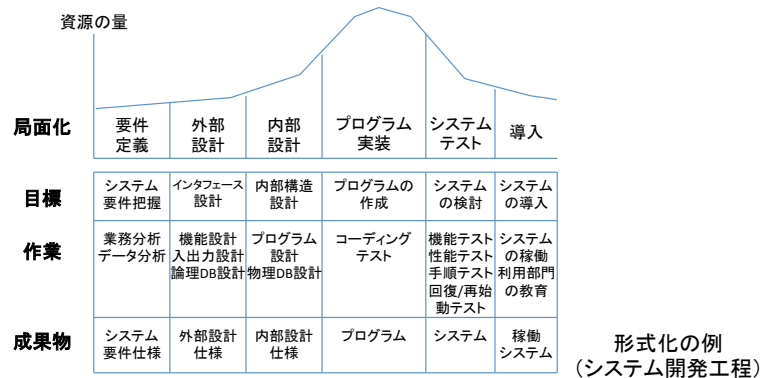 資源の量
局面化
要件
定義
外部
設計
内部
設計
プログラム
実装
システム
テスト
導入
目標
システム
要件把握
インタフェース
設計
内部構造
設計
プログラムの
作成
システム
の検討
システム
の導入
作業
業務分析
データ分析
機能設計
入出力設計
論理DB設計
プログラム
設計
物理DB設計
コーディング
テスト
機能テスト
性能テスト
手順テスト
回復/再始
動テスト
システム
の稼働
利用部門
の教育
成果物
システム
要件仕様
外部設計
仕様
内部設計
仕様
プログラム
システム
稼働
システム
形式化の例
(システム開発工程)